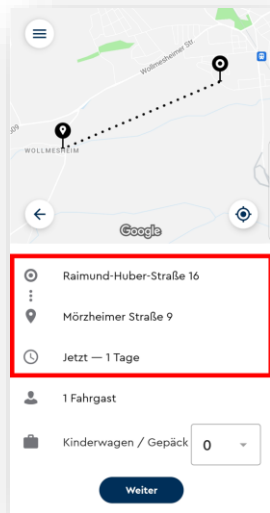 Wollmesheimer Str.
509
WOLLMESHEIM
Google
Raimund-Huber-Straße 16
Mörzheimer Straße 9
Jetzt — 1 Tage
1 Fahrgast
Kinderwagen / Gepäck 0
Weiter